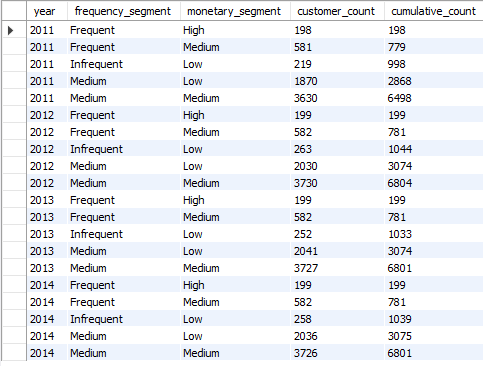 year frequency_segment monetary_segment customer_count cumulative_count
2011 Frequent High 198 198
2011 Frequent Medium 581 779
2011 Infrequent Low 219 998
2011 Medium Low 1870 2868
2011 Medium Medium 3630 6498
2012 Frequent High 199 199
2012 Frequent Medium 582 781
2012 Infrequent Low 263 1044
2012 Medium Low 2030 3074
2012 Medium Medium 3730 6804
2013 Frequent High 199 199
2013 Frequent Medium 582 781
2013 Infrequent Low 252 1033
2013 Medium Low 2041 3074
2013 Medium Medium 3727 6801
2014 Frequent High 199 199
2014 Frequent Medium 582 781
2014 Infrequent Low 258 1039
2014 Medium Low 2036 3075
2014 Medium Medium 3726 6801